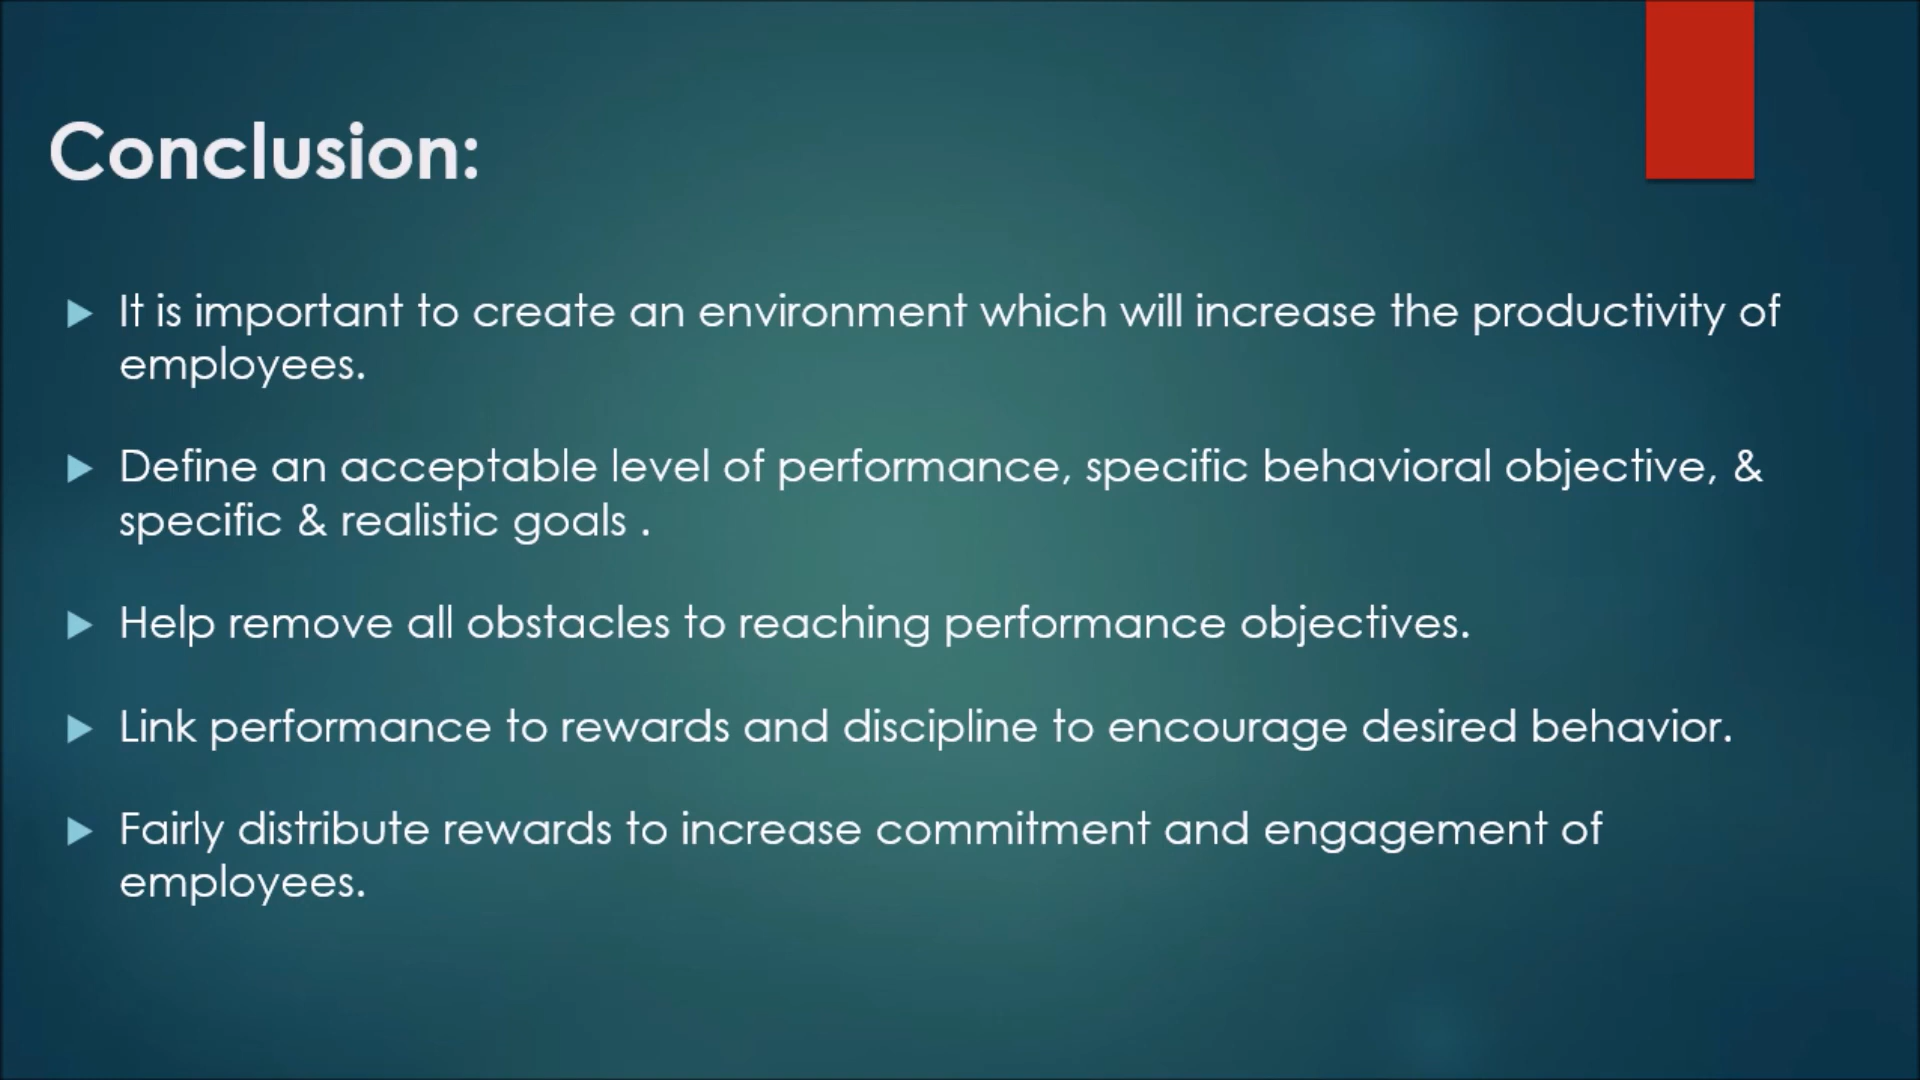 Conclusion:
It is important to create an environment which will increase the productivity of
employees.
Define an acceptable level of performance, specific behavioral objective, &
specific & realistic goals .
Help remove all obstacles to reaching performance objectives.
Link performance to rewards and discipline to encourage desired behavior.
Fairly distribute rewards to increase commitment and engagement of
employees.